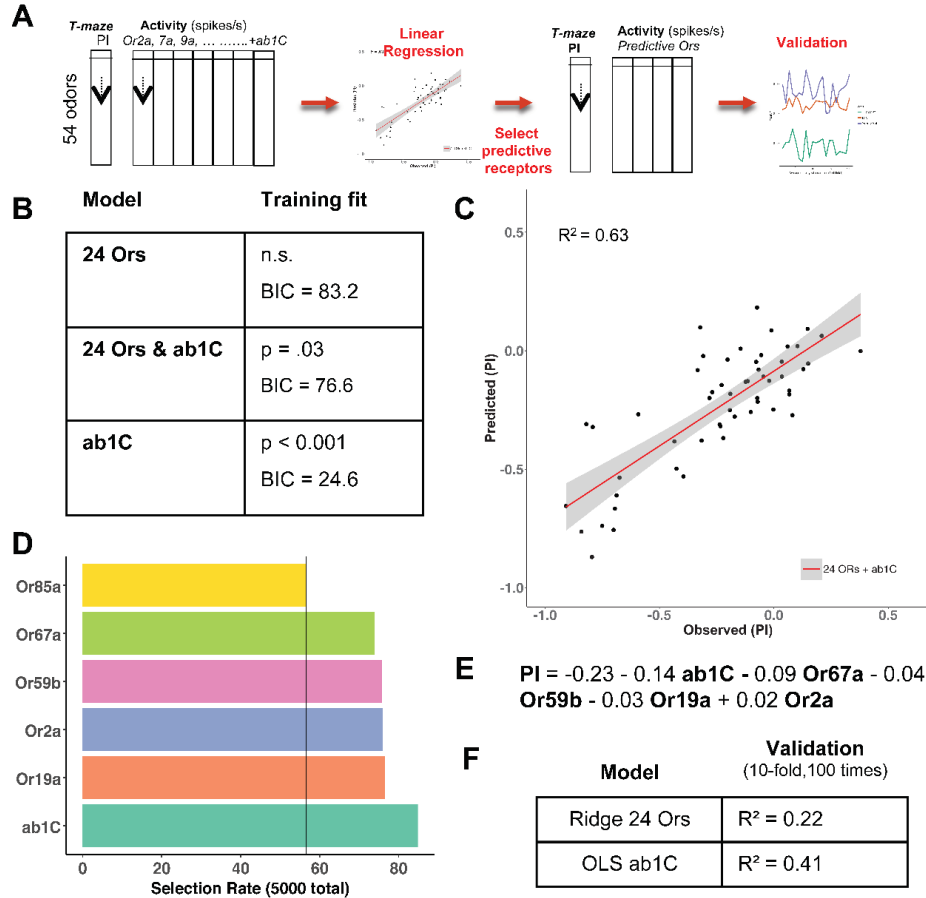 A
T-maze
PI
Activity (spikes/s)
Or2a, 7a, 9a, ... ....... +ab1C
54 odors
Linear
Regression
Observed (PI)
Select
predictive
receptors
T-maze
PI
Activity (spikes/s)
Predictive Ors
Validation
B
Model
Training fit
24 Ors
n.s.
BIC = 83.2
24 Ors & ab1C
p = .03
BIC = 76.6
ab1C
p < 0.001
BIC = 24.6
C
R² = 0.63
0.5
0.0
-0.5
-1.0
Predicted (PI)
-1.0
-0.5
0.0
0.5
Observed (PI)
24 ORs + ab1C
D
Or85a
Or67a
Or59b
Or2a
Or19a
ab1C
0
20
40
60
80
Selection Rate (5000 total)
E
PI = -0.23 - 0.14 ab1C - 0.09 Or67a - 0.04
Or59b - 0.03 Or19a + 0.02 Or2a
F
Model
Validation
(10-fold,100 times)
Ridge 24 Ors
R² = 0.22
OLS ab1C
R² = 0.41